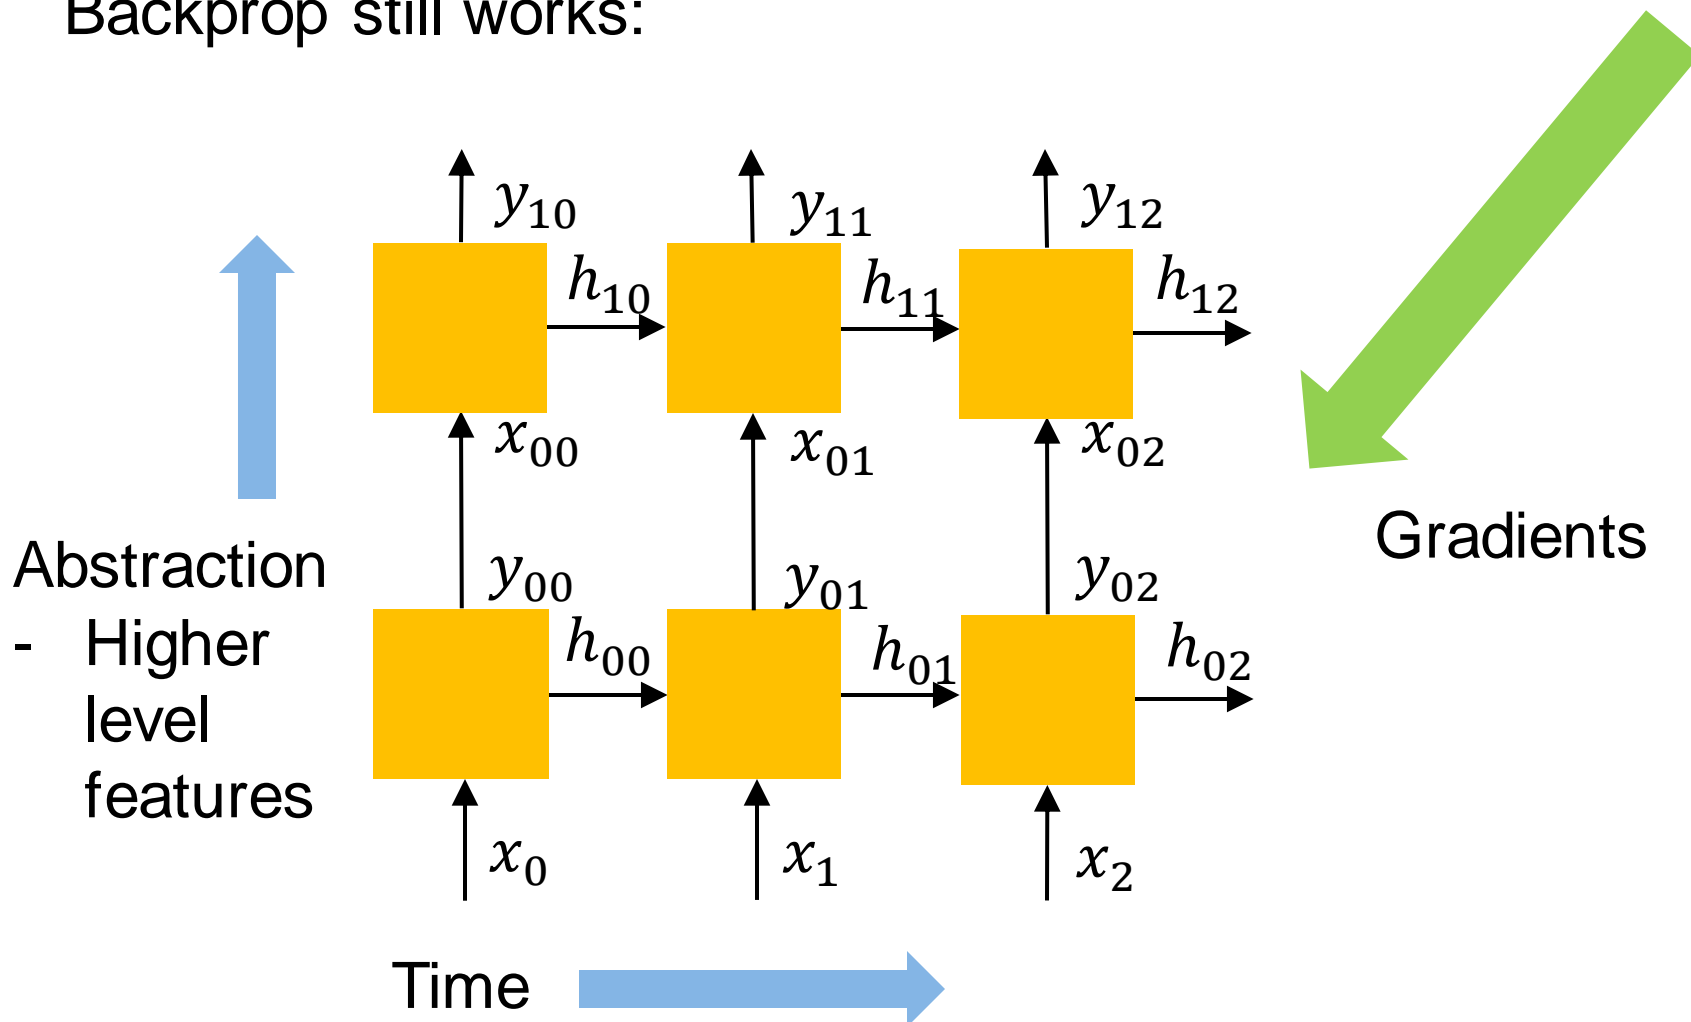 Backprop still works:
y₁₀ y₁₁ y₁₂
h₁₀ h₁₁ h₁₂
x₀₀ x₀₁ x₀₂
Gradients
Abstraction
y₀₀ y₀₁ y₀₂
- Higher
level
features
h₀₀ h₀₁ h₀₂
x₀ x₁ x₂
Time